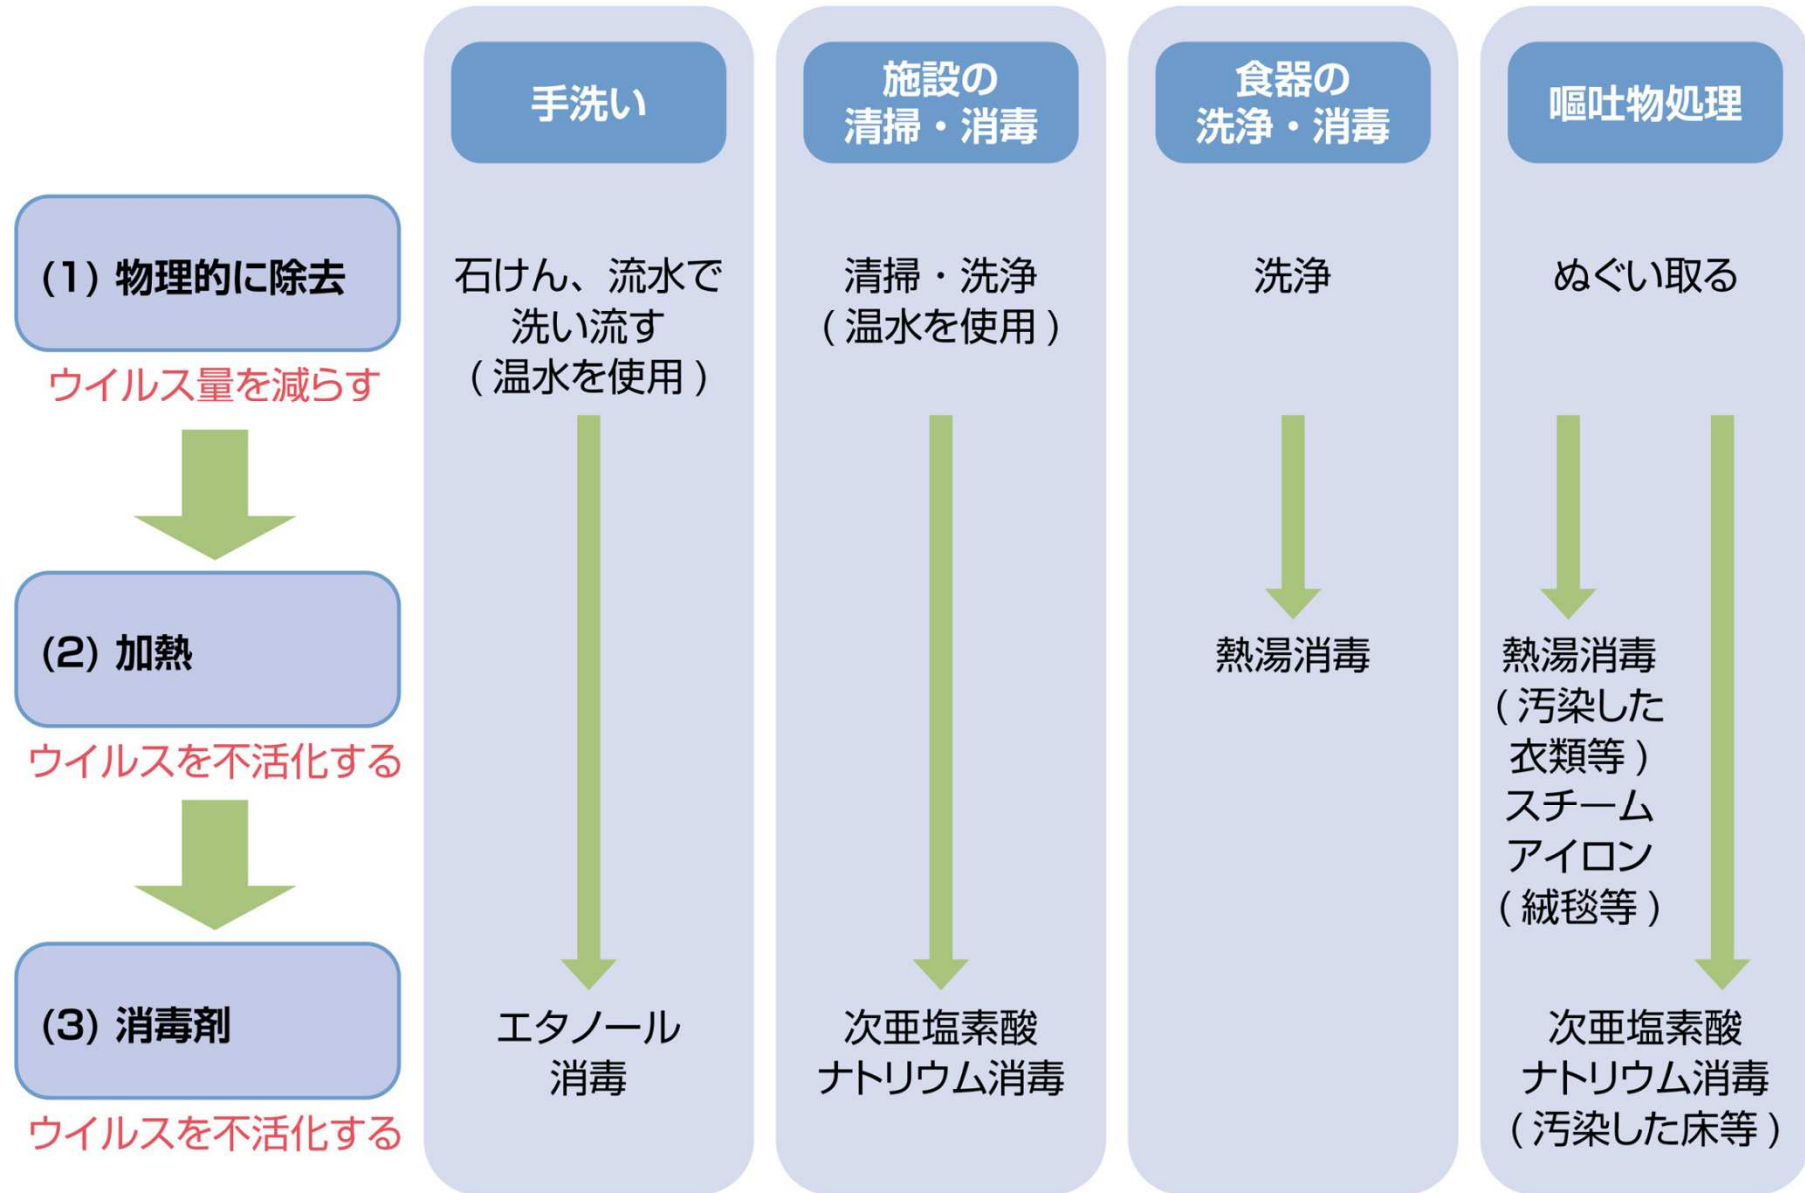 手洗い
施設の
清掃・消毒
食器の
洗浄・消毒
嘔吐物処理
(1) 物理的に除去
ウイルス量を減らす
石けん、流水で
洗い流す
( 温水を使用 )
清掃・洗浄
( 温水を使用 )
洗浄
ぬぐい取る
(2) 加熱
ウイルスを不活化する
熱湯消毒
熱湯消毒
( 汚染した
衣類等 )
スチーム
アイロン
( 絨毯等 )
(3) 消毒剤
ウイルスを不活化する
エタノール
消毒
次亜塩素酸
ナトリウム消毒
次亜塩素酸
ナトリウム消毒
( 汚染した床等 )